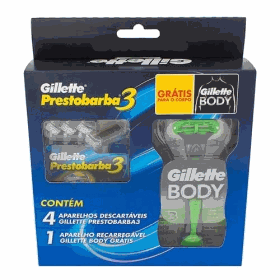 Gillette
Prestobarba3
GRÁTIS
PARA O CORPO
Gillette
BODY
Gillette
Prestobarba3
Gillette
BODY
CONTÉM
4 APARELHOS DESCARTÁVEIS
GILLETTE PRESTOBARBA3
1 APARELHO RECARREGÁVEL
GILLETTE BODY GRÁTIS